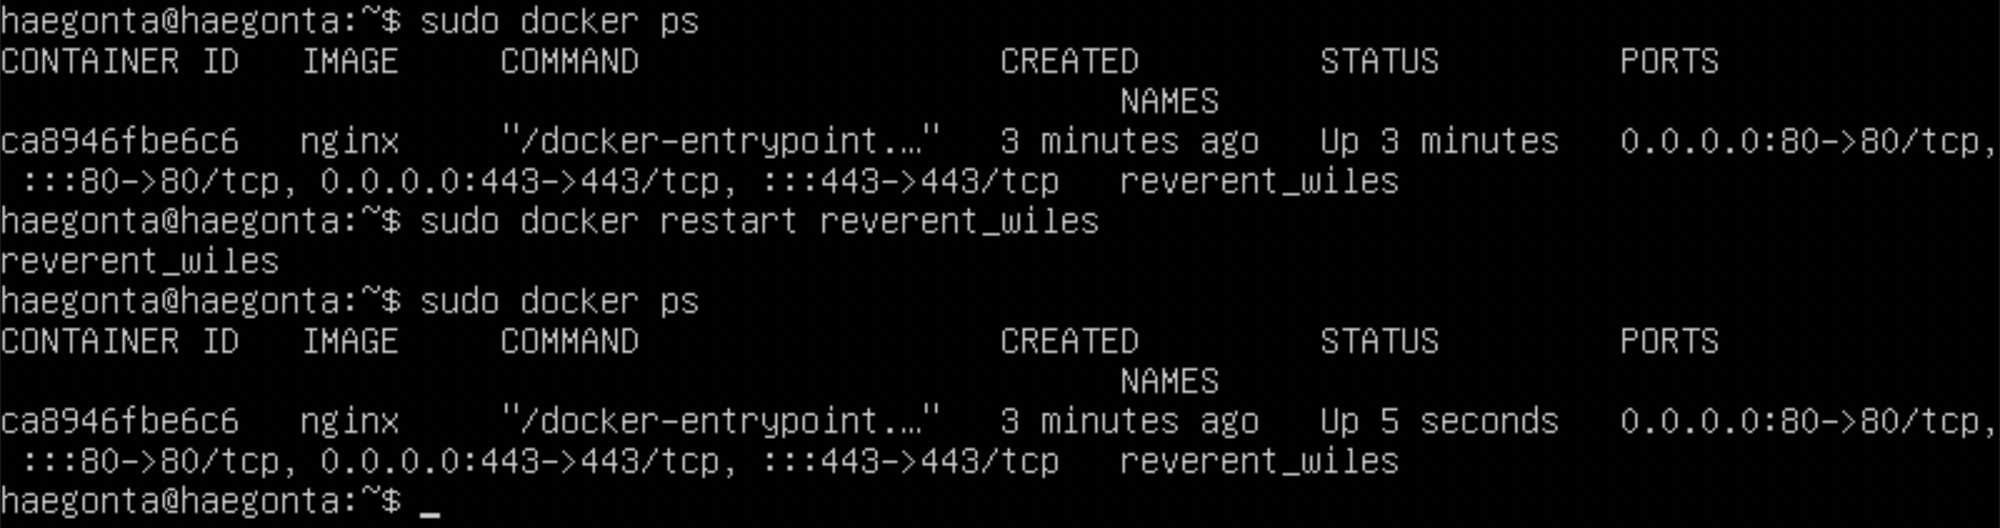 haegonta@haegonta:~$ sudo docker ps
CONTAINER ID   IMAGE     COMMAND                  CREATED         STATUS         PORTS
NAMES
ca8946fbe6c6   nginx     "/docker-entrypoint.…"   3 minutes ago   Up 3 minutes   0.0.0.0:80->80/tcp,
:::80->80/tcp, 0.0.0.0:443->443/tcp, :::443->443/tcp   reverent_wiles
haegonta@haegonta:~$ sudo docker restart reverent_wiles
reverent_wiles
haegonta@haegonta:~$ sudo docker ps
CONTAINER ID   IMAGE     COMMAND                  CREATED         STATUS         PORTS
NAMES
ca8946fbe6c6   nginx     "/docker-entrypoint.…"   3 minutes ago   Up 5 seconds   0.0.0.0:80->80/tcp,
:::80->80/tcp, 0.0.0.0:443->443/tcp, :::443->443/tcp   reverent_wiles
haegonta@haegonta:~$ _